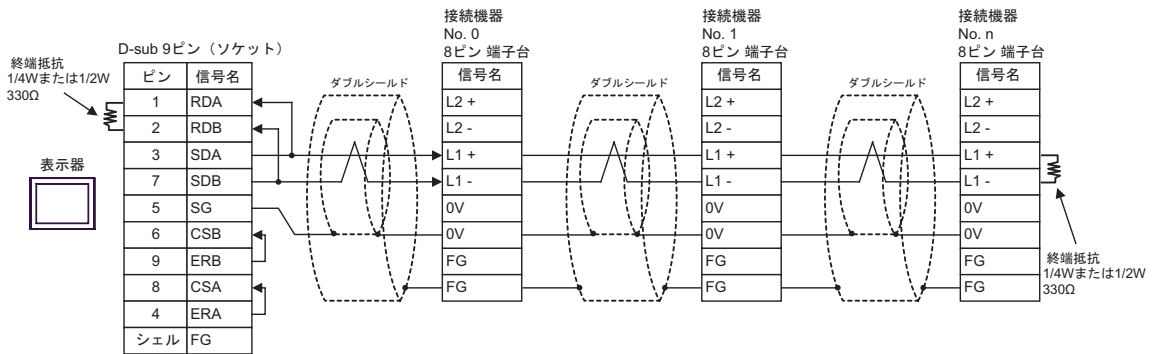 終端抵抗
1/4Wまたは1/2W
330Ω
表示器
D-sub 9ピン（ソケット）
ピン 信号名
1 RDA
2 RDB
3 SDA
7 SDB
5 SG
6 CSB
9 ERB
8 CSA
4 ERA
シェル FG
ダブルシールド
接続機器
No. 0
8ピン 端子台
信号名
L2 +
L2 -
L1 +
L1 -
0V
0V
FG
FG
ダブルシールド
接続機器
No. 1
8ピン 端子台
信号名
L2 +
L2 -
L1 +
L1 -
0V
0V
FG
FG
ダブルシールド
接続機器
No. n
8ピン 端子台
信号名
L2 +
L2 -
L1 +
L1 -
0V
0V
FG
FG
終端抵抗
1/4Wまたは1/2W
330Ω